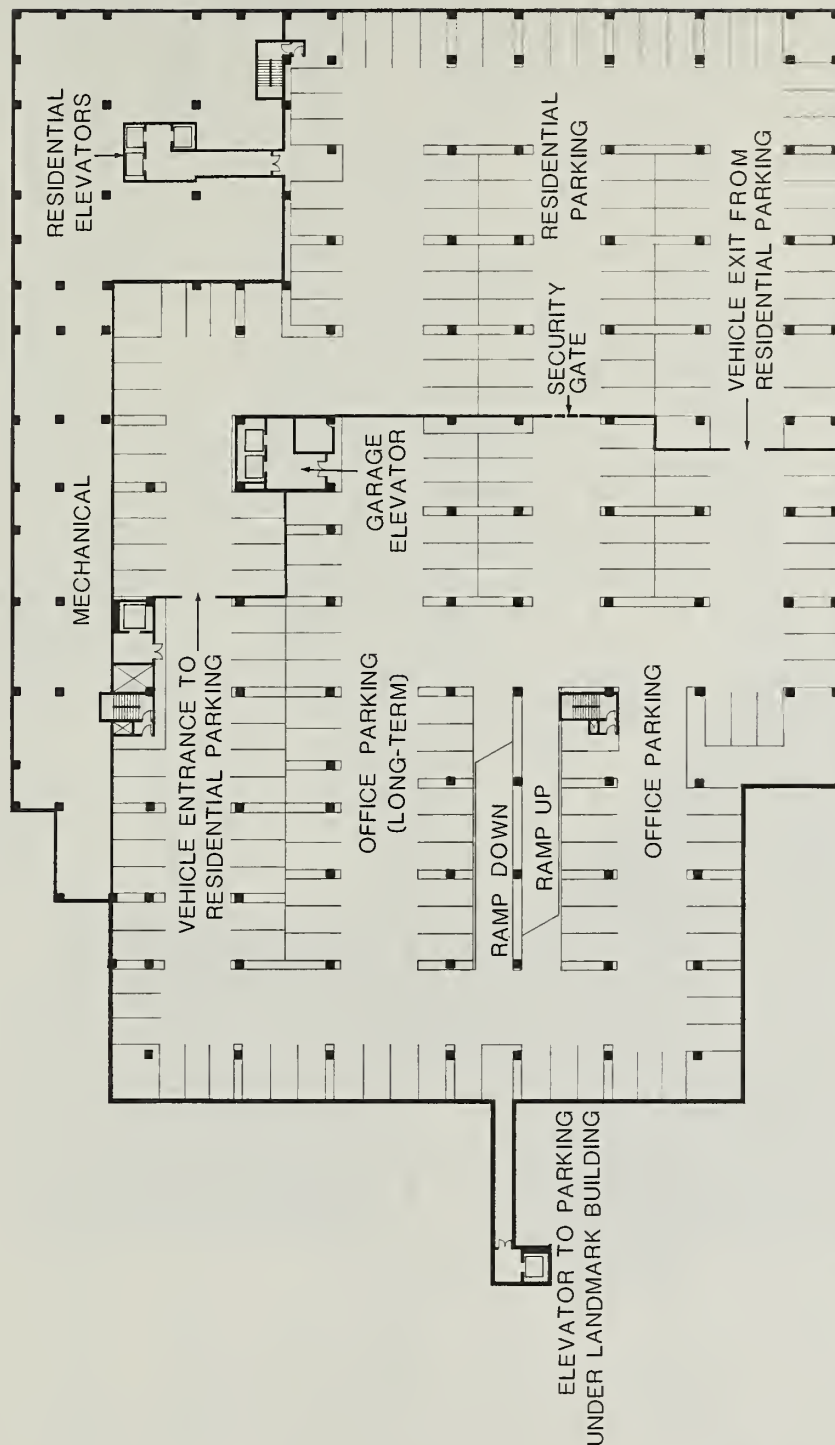 RESIDENTIAL
ELEVATORS
MECHANICAL
VEHICLE ENTRANCE TO
RESIDENTIAL PARKING
RESIDENTIAL
PARKING
SECURITY
GATE
GARAGE
ELEVATOR
OFFICE PARKING
(LONG-TERM)
RAMP DOWN
RAMP UP
VEHICLE EXIT FROM
RESIDENTIAL PARKING
OFFICE PARKING
ELEVATOR TO PARKING
UNDER LANDMARK BUILDING